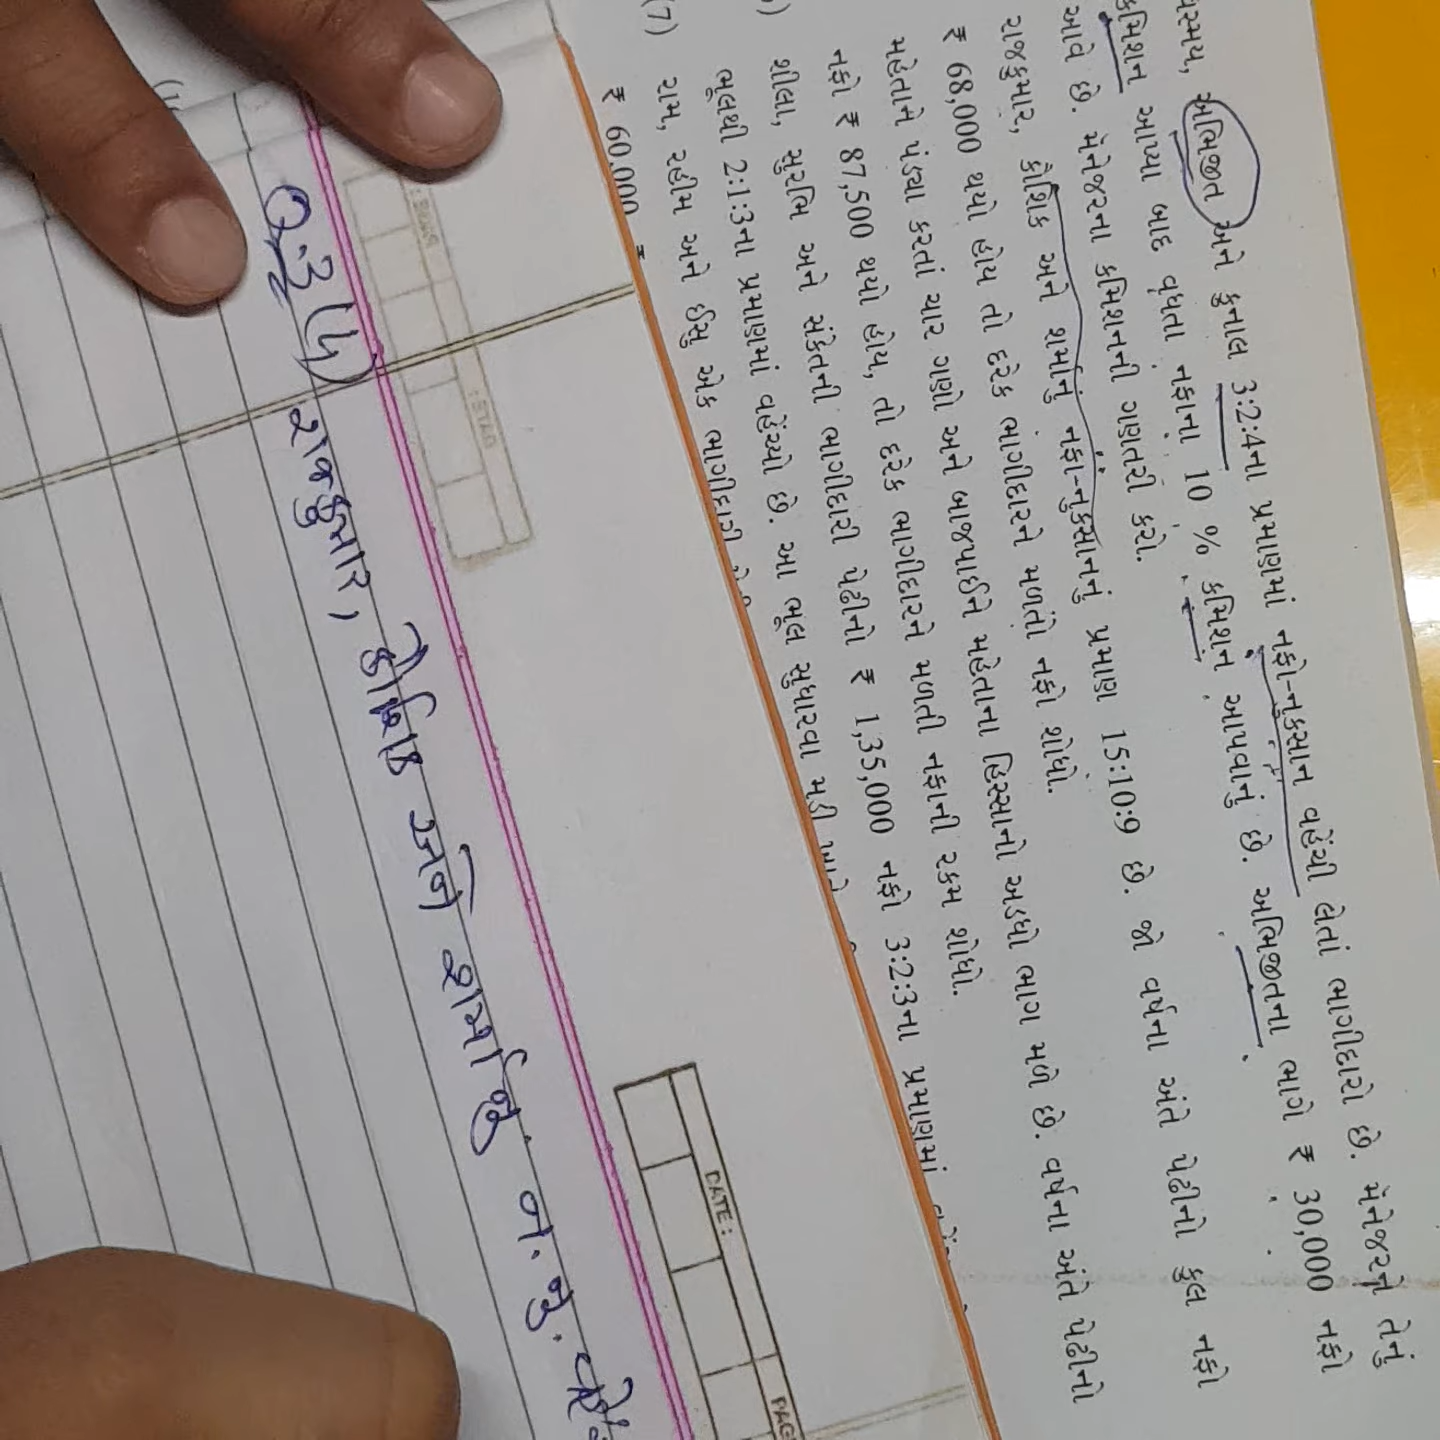 પરમય, અભિજીત અને કુનાલ 3:2:4ના પ્રમાણમાં નફો-નુકસાન વહેંચી લેતાં ભાગીદારો છે. મૅનેજરને તેનું
કમિશન આપ્યા બાદ વધતા નફાના 10 % કમિશન આપવાનું છે. અભિજીતના ભાગે ₹ 30,000 નફો
આવે છે. મૅનેજરના કમિશનની ગણતરી કરો.
રાજકુમાર, કૌશિક અને શર્માનું નફા-નુકસાનનું પ્રમાણ 15:10:9 છે. જો વર્ષના અંતે પેઢીનો કુલ નફો
₹ 68,000 થયો હોય તો દરેક ભાગીદારને મળતો નફો શોધો.
મહેતાને પંડ્યા કરતાં ચાર ગણો અને બાજપાઈને મહેતાના હિસ્સાનો અડધો ભાગ મળે છે. વર્ષના અંતે પેઢીનો
નફો ₹ 87,500 થયો હોય, તો દરેક ભાગીદારને મળતી નફાની રકમ શોધો.
શીલા, સુરભિ અને સંકેતની ભાગીદારી પેઢીનો ₹ 1,35,000 નફો 3:2:3ના પ્રમાણમાં
ભૂલથી 2:1:3ના પ્રમાણમાં વહેંચ્યો છે. આ ભૂલ સુધારવા
(7) રામ, રહીમ અને ઈસુ એક ભાગીદારી
₹ 60,000 ₹
DATE:
PAG
Q.3(4) રાજકુમાર, કૌશિક અને શર્માનું ન.નુ.